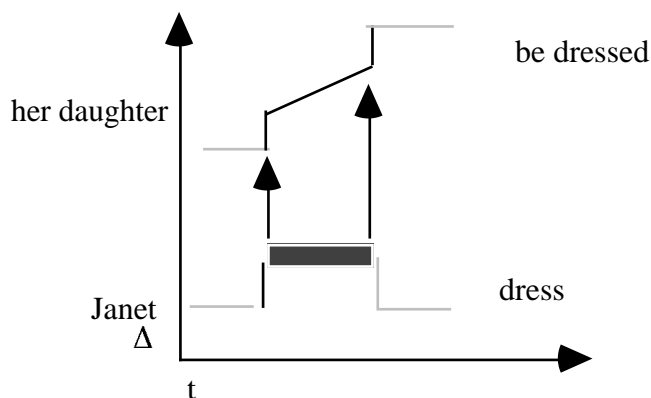 be dressed
her daughter
Janet
dress
Δ
t